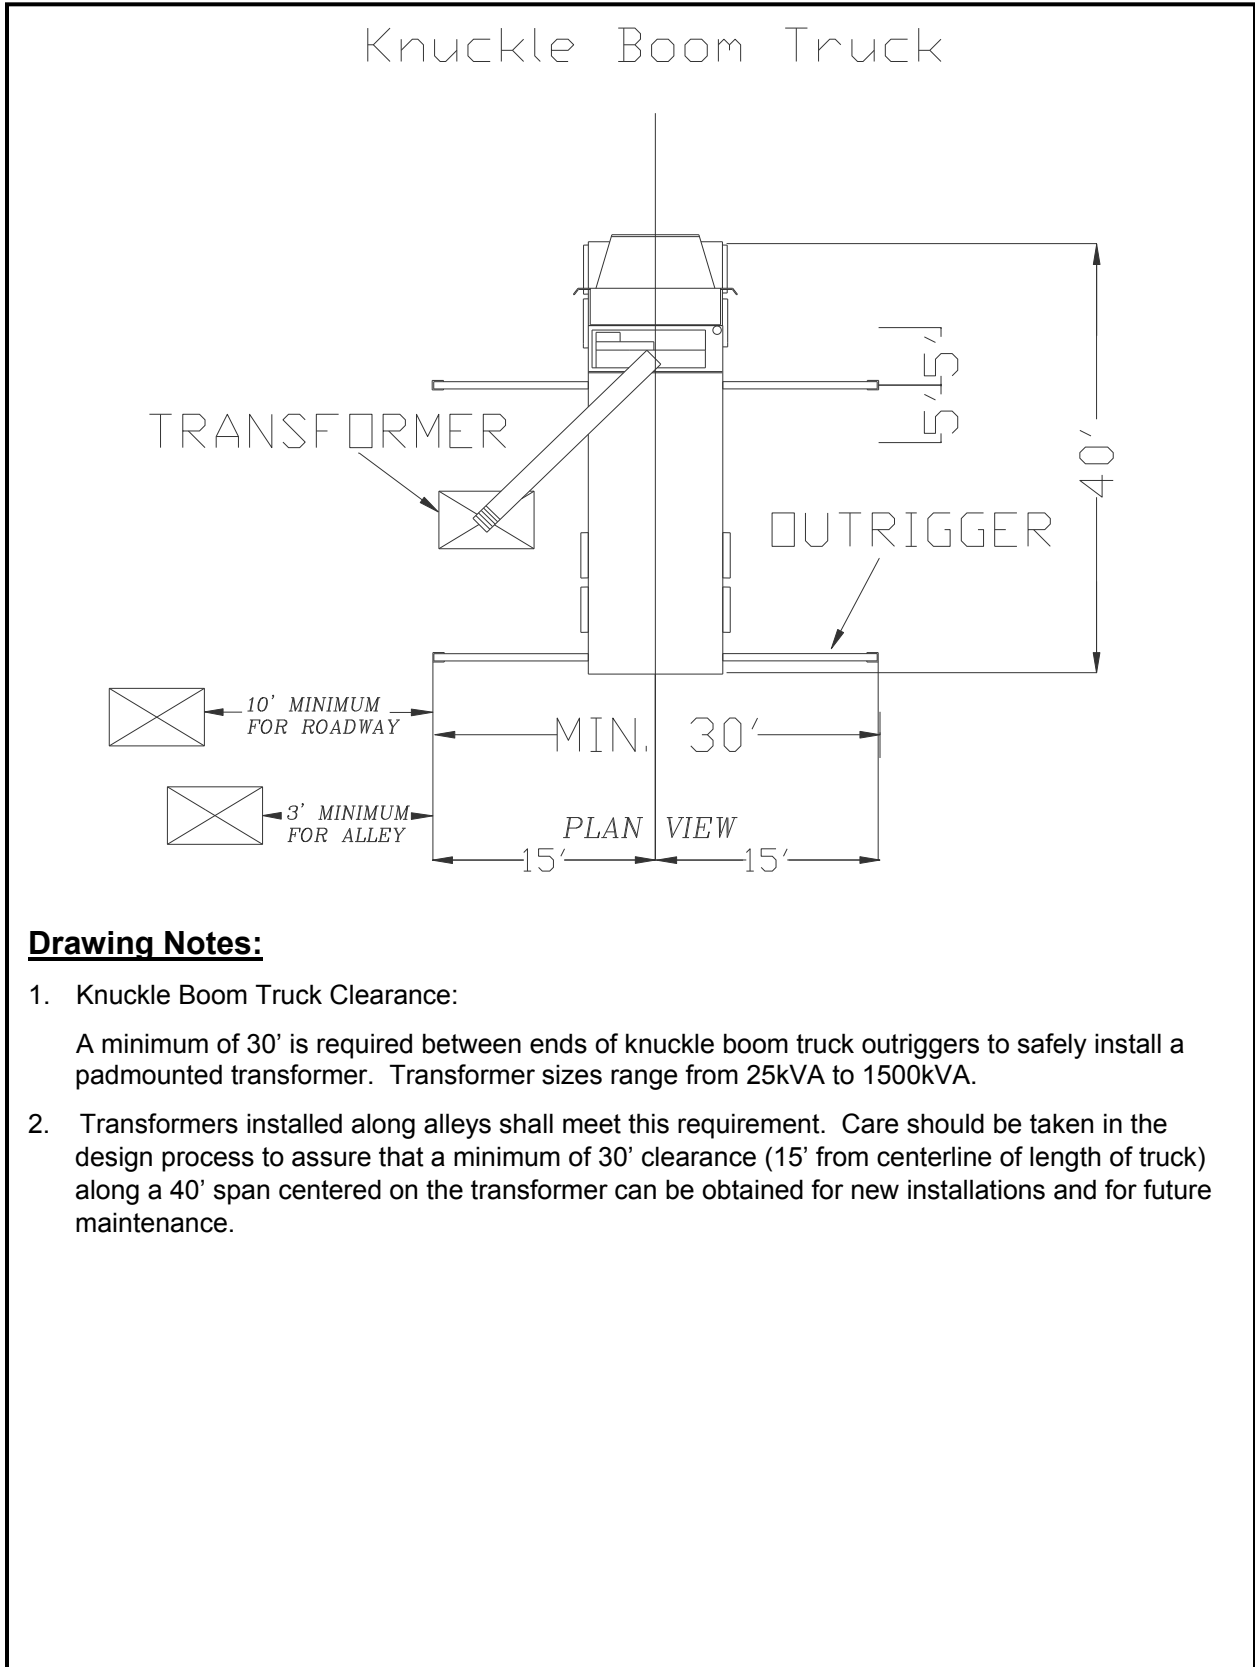 Knuckle Boom Truck
5'
5'
TRANSFORMER
40'
OUTRIGGER
10' MINIMUM
FOR ROADWAY
MIN. 30'
3' MINIMUM
FOR ALLEY
PLAN VIEW
15'
15'
Drawing Notes:
1. Knuckle Boom Truck Clearance:
A minimum of 30’ is required between ends of knuckle boom truck outriggers to safely install a
padmounted transformer. Transformer sizes range from 25kVA to 1500kVA.
2. Transformers installed along alleys shall meet this requirement. Care should be taken in the
design process to assure that a minimum of 30’ clearance (15’ from centerline of length of truck)
along a 40’ span centered on the transformer can be obtained for new installations and for future
maintenance.